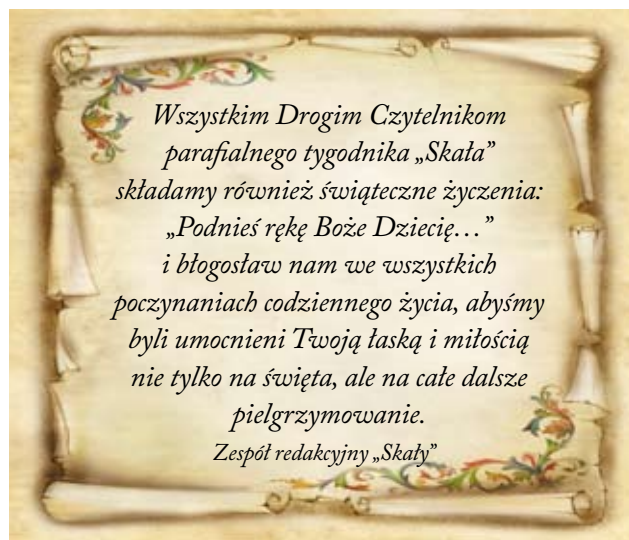 Wszystkim Drogim Czytelnikom
parafialnego tygodnika „Skała”
składamy również świąteczne życzenia:
„Podnieś rękę Boże Dziecię…”
i błogosław nam we wszystkich
poczynaniach codziennego życia, abyśmy
byli umocnieni Twoją łaską i miłością
nie tylko na święta, ale na całe dalsze
pielgrzymowanie.
Zespół redakcyjny „Skały”